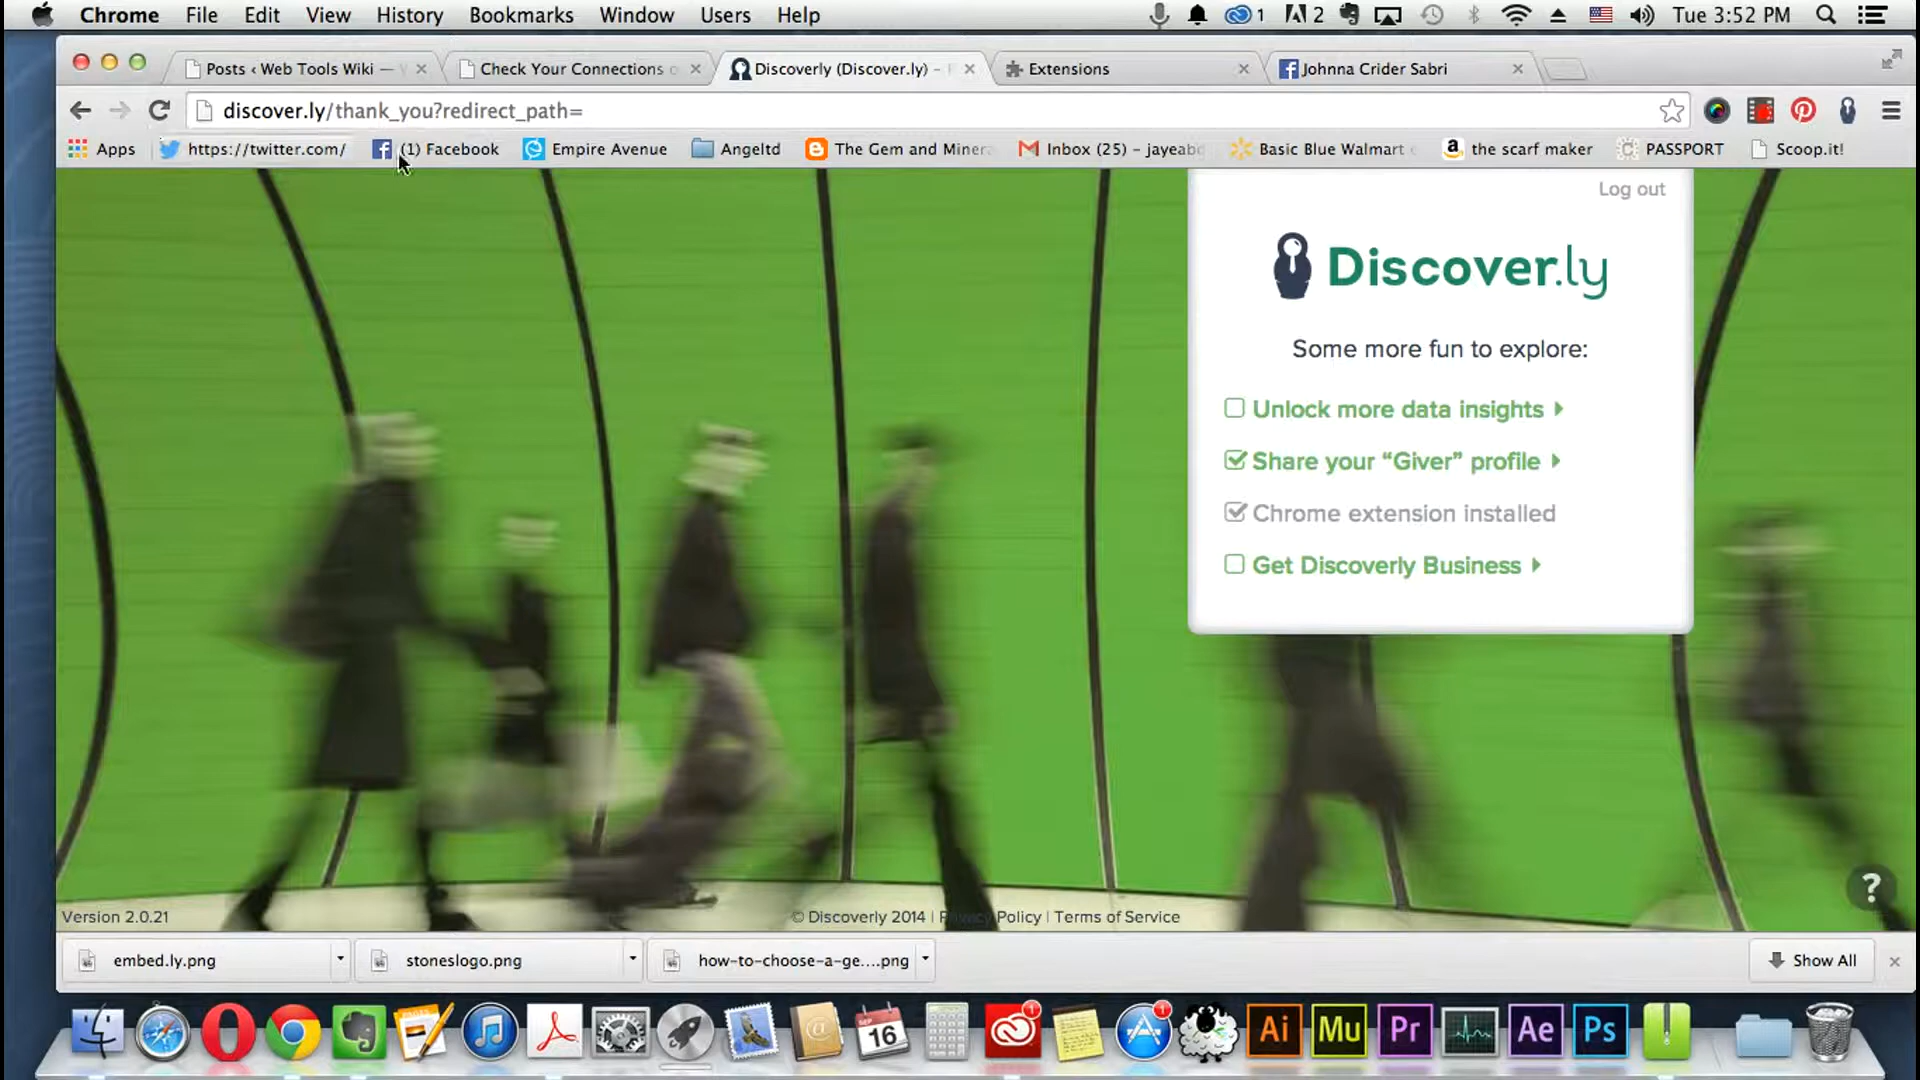 Chrome File Edit View History Bookmarks Window Users Help 1 2 Tue 3:52 PM
Posts ‹ Web Tools Wiki — Check Your Connections o Discoverly (Discover.ly) – Extensions Johnna Crider Sabri
discover.ly/thank_you?redirect_path=
Apps https://twitter.com/ (1) Facebook Empire Avenue Angeltd The Gem and Minera Inbox (25) – jayeabc Basic Blue Walmart the scarf maker PASSPORT Scoop.it!
Log out
Discover.ly
Some more fun to explore:
Unlock more data insights
Share your “Giver” profile
Chrome extension installed
Get Discoverly Business
?
Version 2.0.21
© Discoverly 2014 | Privacy Policy | Terms of Service
embed.ly.png stoneslogo.png how-to-choose-a-ge....png Show All
SEP 16 1 1 Ai Mu Pr Ae Ps